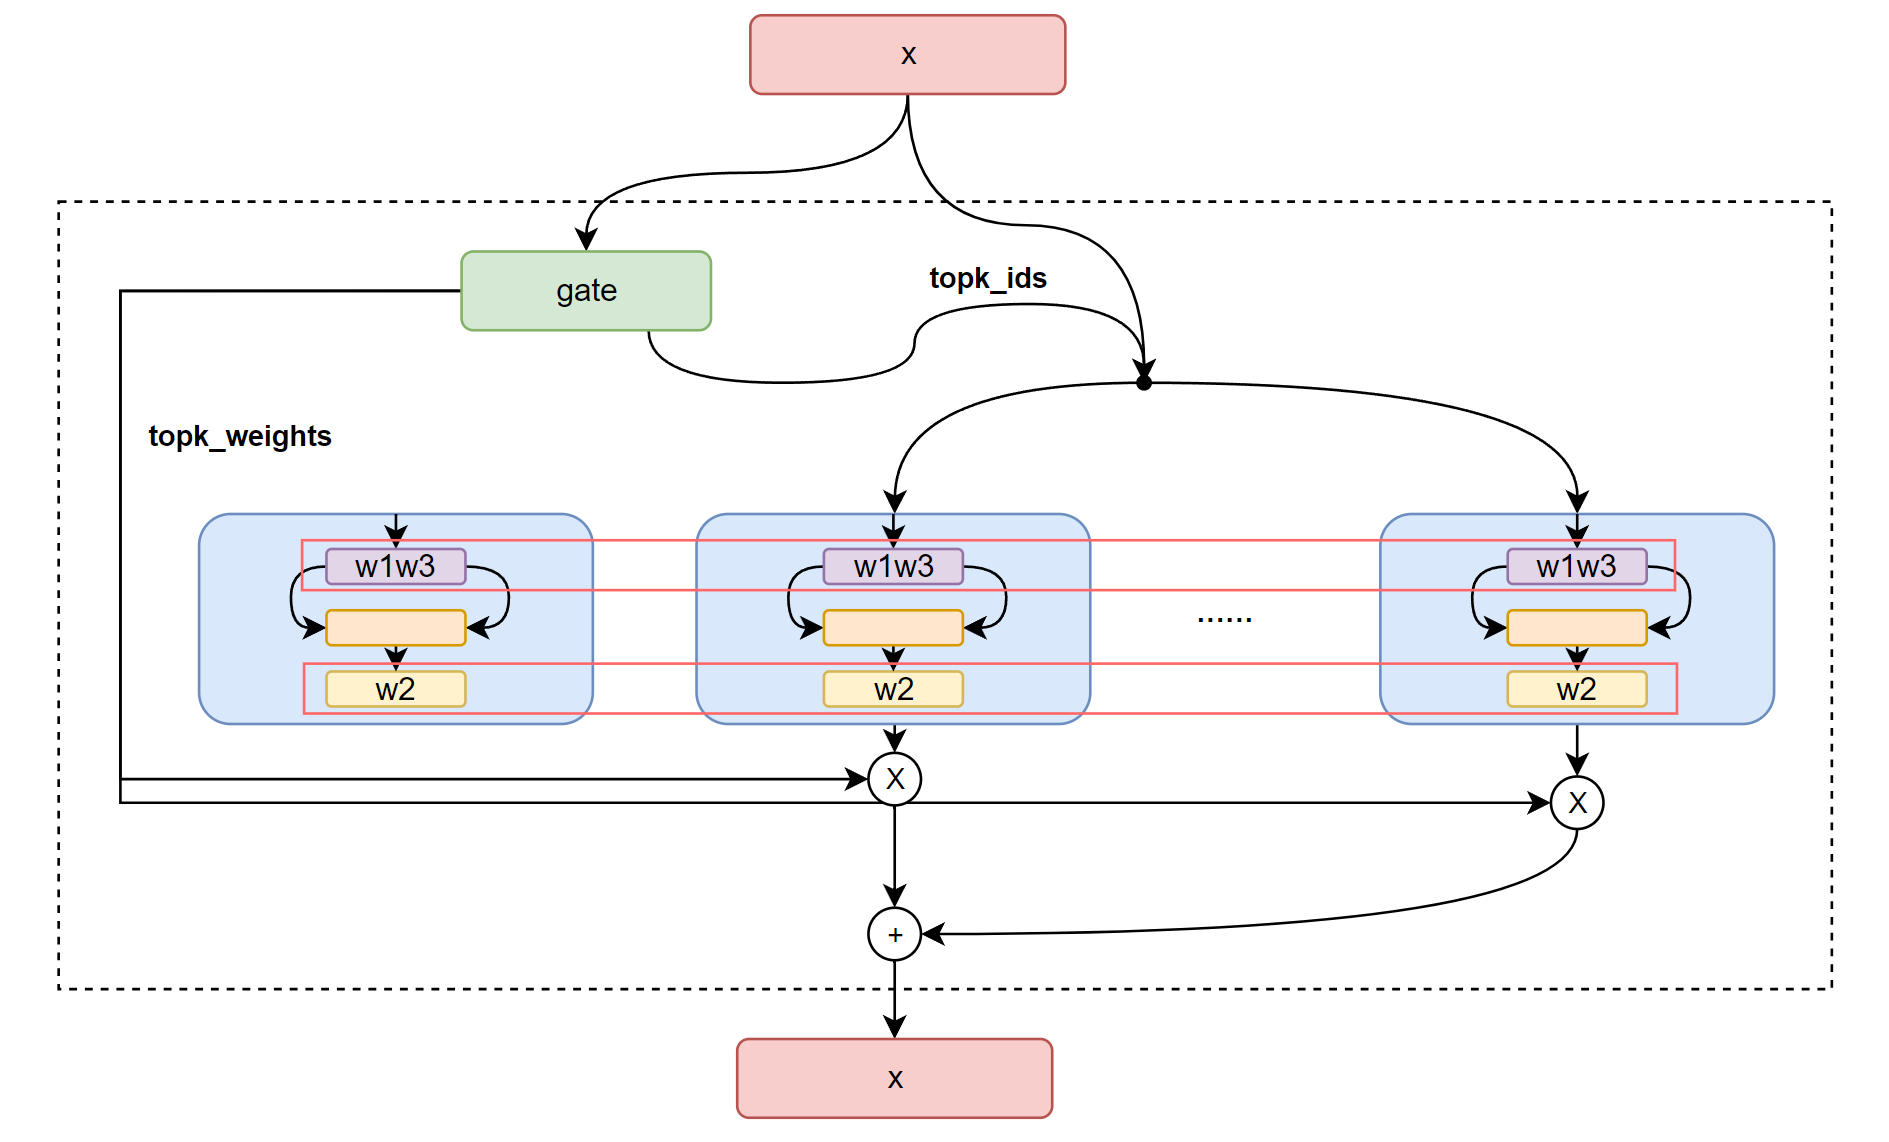 x
gate
topk_ids
topk_weights
w1w3
w1w3
w1w3
......
w2
w2
w2
X
X
+
x